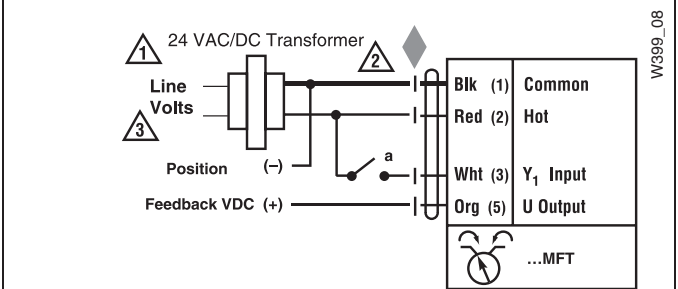 W399_08
1 24 VAC/DC Transformer 2
Line Volts
3
Blk (1) Common
Red (2) Hot
Position (–)
a
Wht (3) Y₁ Input
Feedback VDC (+)
Org (5) U Output
...MFT